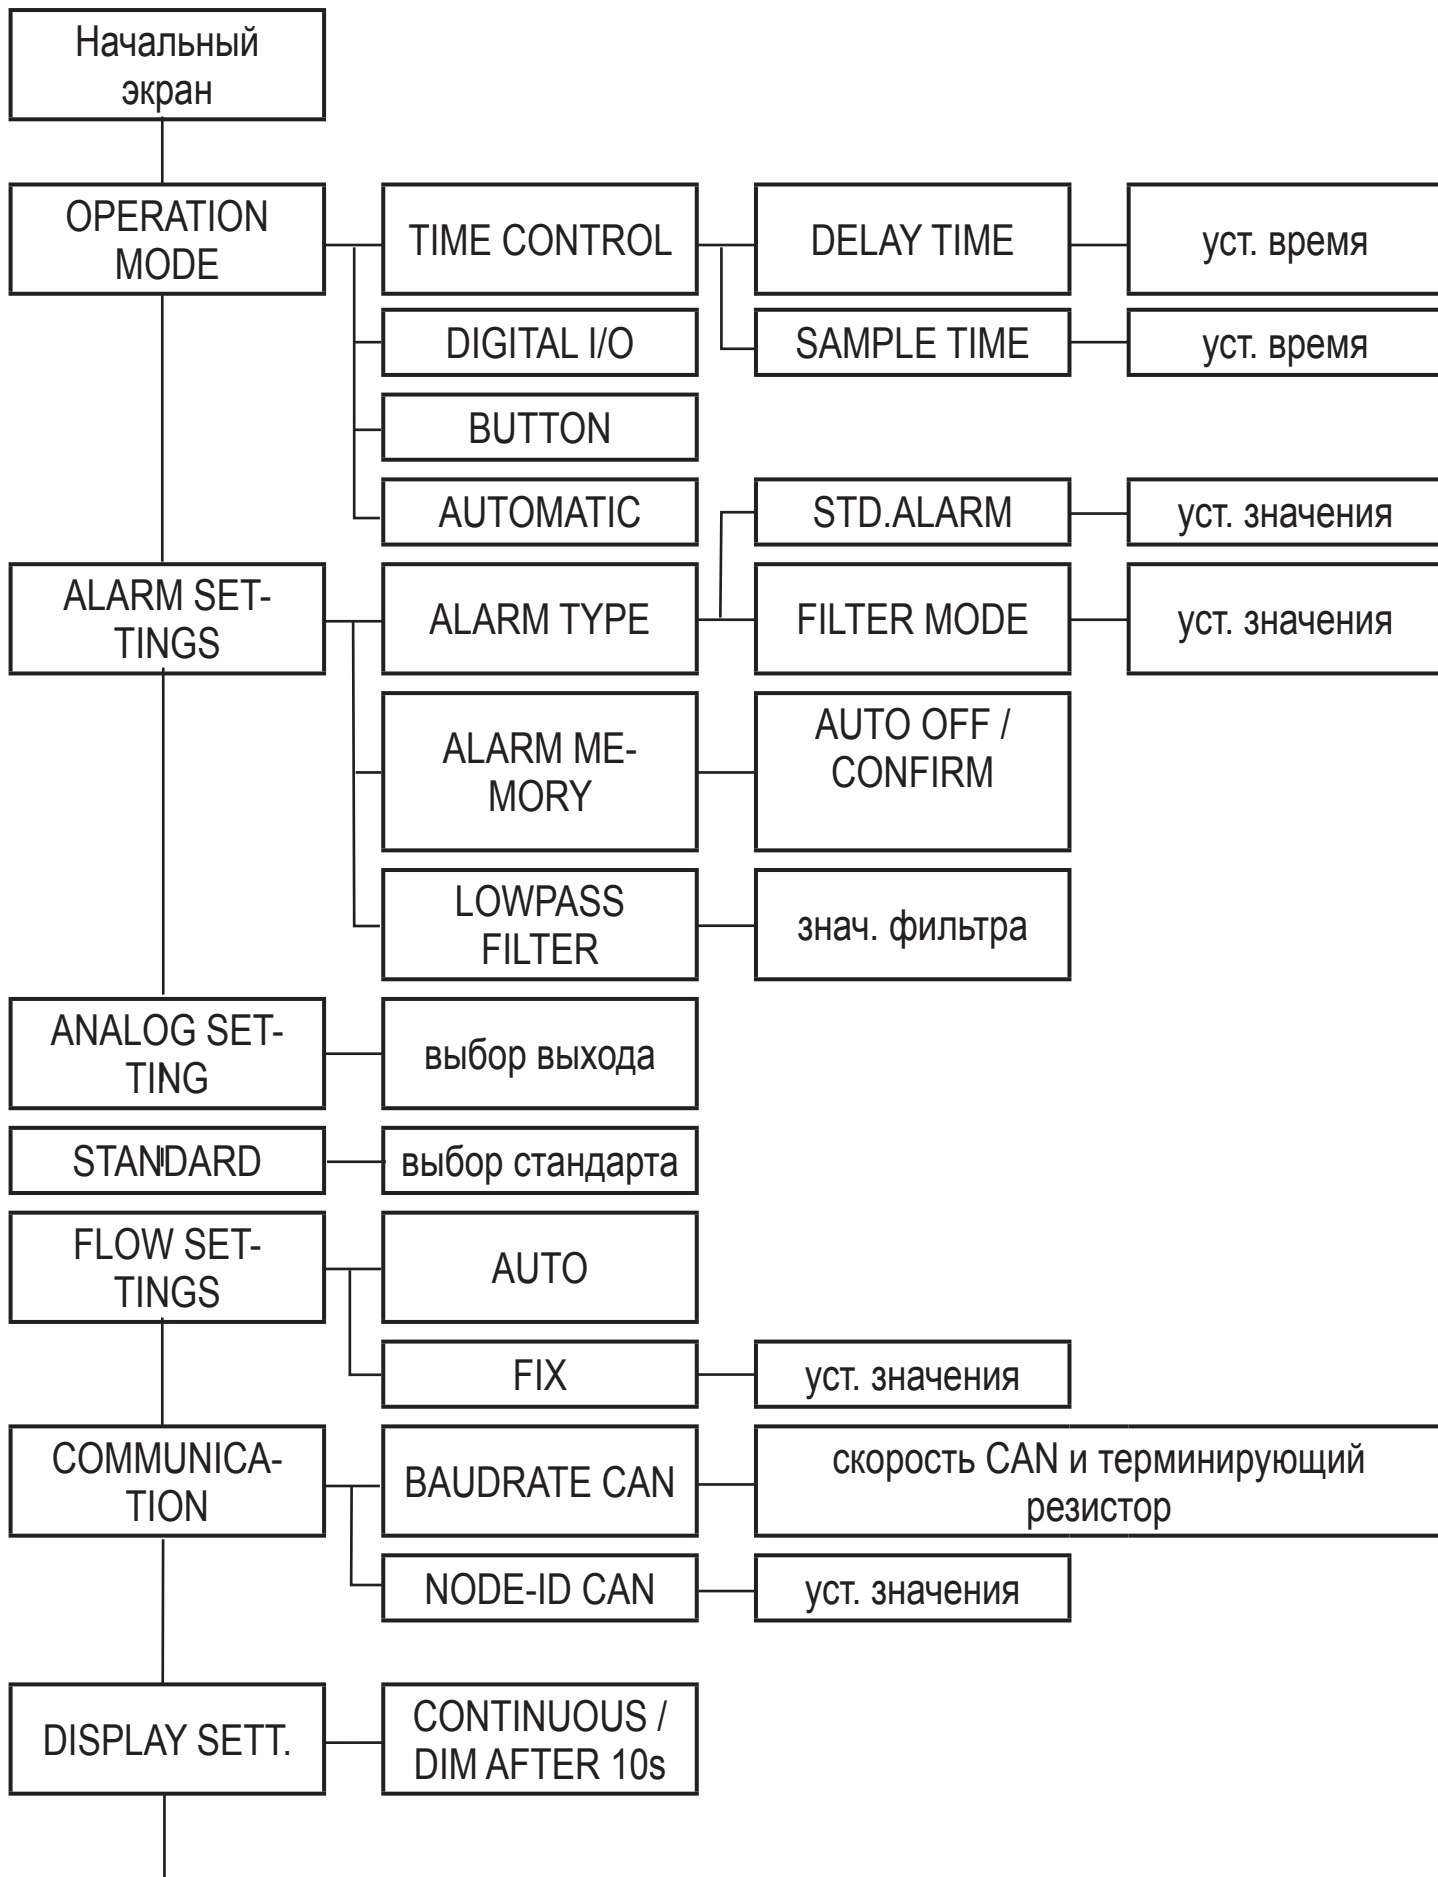 Начальный
экран
OPERATION
MODE
TIME CONTROL
DELAY TIME
уст. время
DIGITAL I/O
SAMPLE TIME
уст. время
BUTTON
AUTOMATIC
STD.ALARM
уст. значения
ALARM SET-
TINGS
ALARM TYPE
FILTER MODE
уст. значения
ALARM ME-
MORY
AUTO OFF /
CONFIRM
LOWPASS
FILTER
знач. фильтра
ANALOG SET-
TING
выбор выхода
STANDARD
выбор стандарта
FLOW SET-
TINGS
AUTO
FIX
уст. значения
COMMUNICA-
TION
BAUDRATE CAN
скорость CAN и терминирующий
резистор
NODE-ID CAN
уст. значения
DISPLAY SETT.
CONTINUOUS /
DIM AFTER 10s